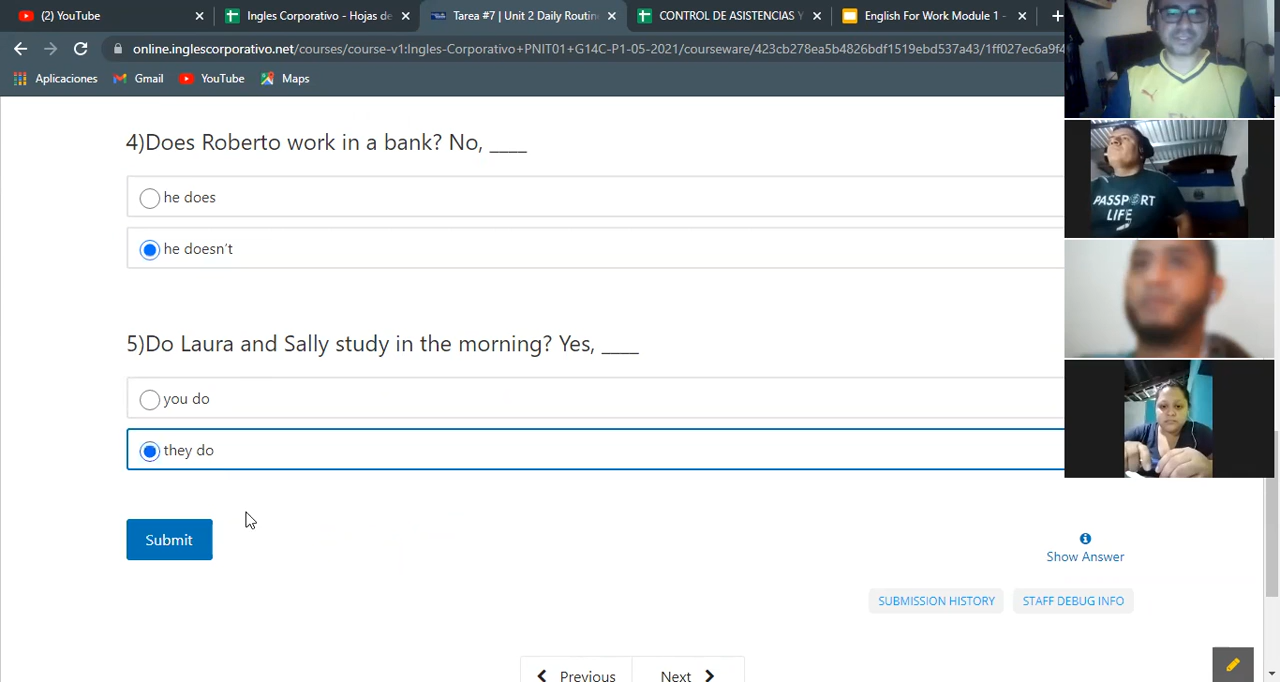 (2) YouTube
Ingles Corporativo - Hojas de
Tarea #7 | Unit 2 Daily Routin
CONTROL DE ASISTENCIAS Y
English For Work Module 1 -
online.inglescorporativo.net/courses/course-v1:Ingles-Corporativo+PNIT01+G14C-P1-05-2021/courseware/423cb278ea5b4826bdf1519ebd537a43/1ff027ec6a9f4
Aplicaciones
Gmail
YouTube
Maps
4)Does Roberto work in a bank? No, ____
he does
he doesn't
5)Do Laura and Sally study in the morning? Yes, ____
you do
they do
Submit
Show Answer
SUBMISSION HISTORY
STAFF DEBUG INFO
Previous
Next
PASSPORT
LIFE